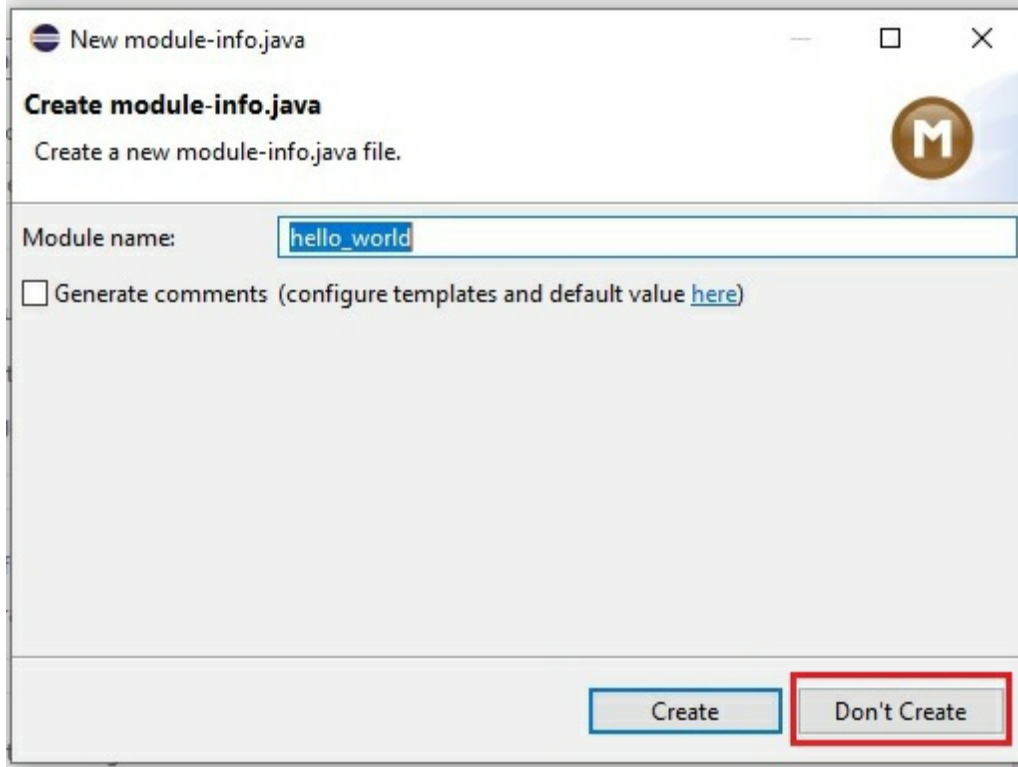 New module-info.java
Create module-info.java
Create a new module-info.java file.
M
Module name: hello_world
Generate comments (configure templates and default value here)
Create Don't Create